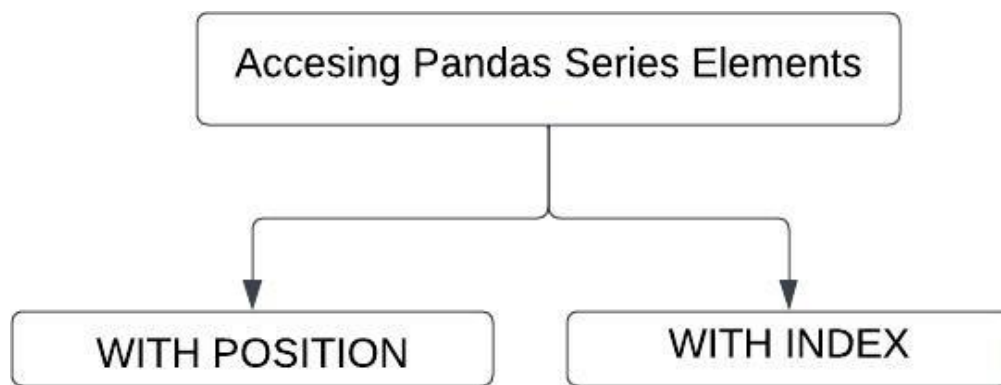 Accesing Pandas Series Elements
WITH POSITION
WITH INDEX